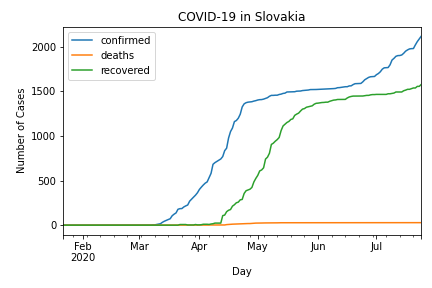 COVID-19 in Slovakia
confirmed
deaths
recovered
2000
1500
1000
500
0
Number of Cases
Feb
2020
Mar
Apr
May
Jun
Jul
Day